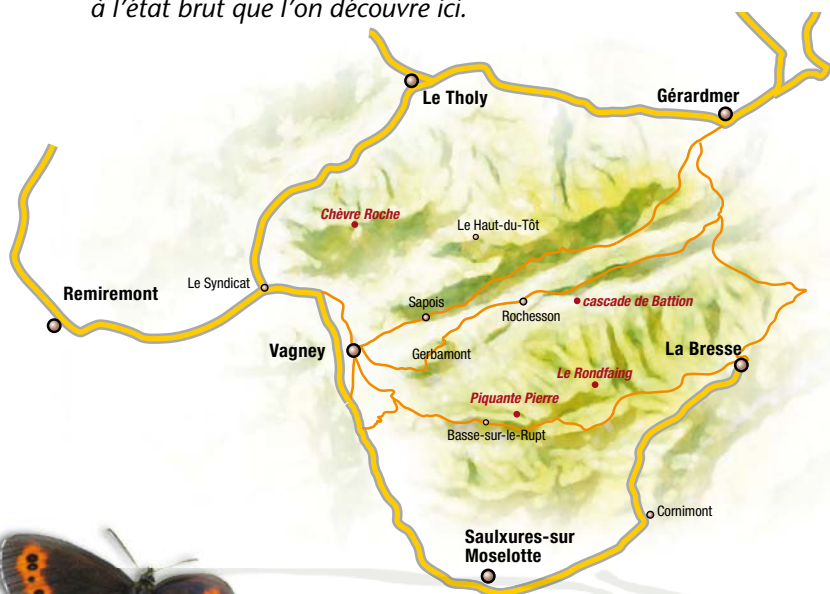 à l'état brut que l'on découvre ici.
Le Tholy
Gérardmer
Chèvre Roche
Le Haut-du-Tôt
Remiremont
Le Syndicat
Sapois
Rochesson
cascade de Battion
Vagney
Gerbamont
La Bresse
Le Rondfaing
Piquante Pierre
Basse-sur-le-Rupt
Cornimont
Saulxures-sur
Moselotte